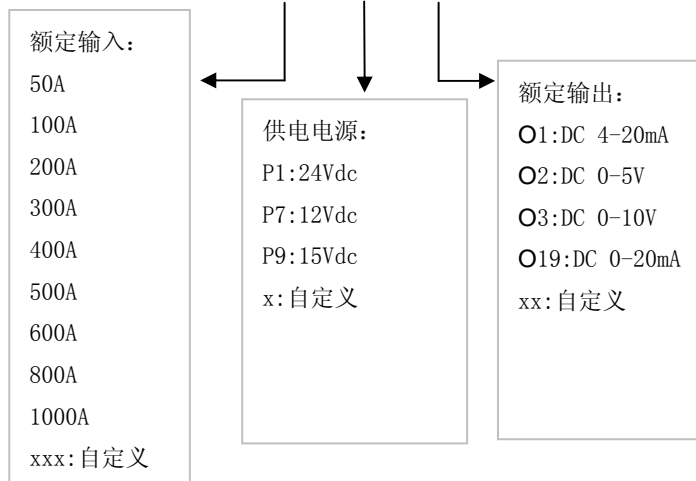 额定输入:
50A
100A
200A
300A
400A
500A
600A
800A
1000A
xxx:自定义
供电电源:
P1:24Vdc
P7:12Vdc
P9:15Vdc
x:自定义
额定输出:
O1:DC 4-20mA
O2:DC 0-5V
O3:DC 0-10V
O19:DC 0-20mA
xx:自定义